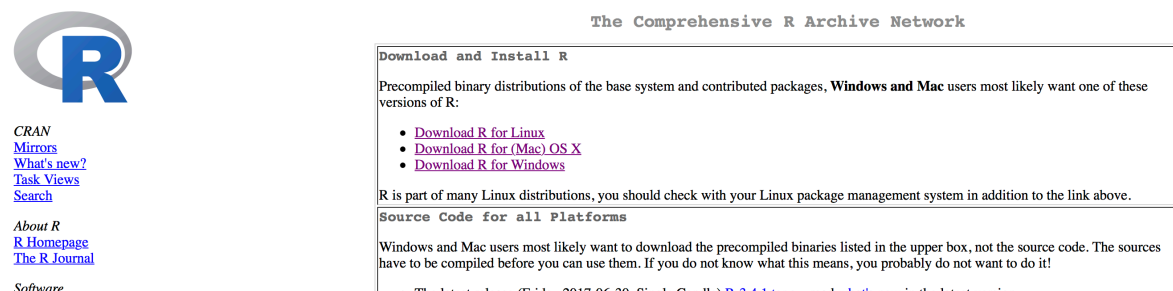 R
CRAN
Mirrors
What's new?
Task Views
Search
About R
R Homepage
The R Journal
Software
The Comprehensive R Archive Network
Download and Install R
Precompiled binary distributions of the base system and contributed packages, Windows and Mac users most likely want one of these
versions of R:
• Download R for Linux
• Download R for (Mac) OS X
• Download R for Windows
R is part of many Linux distributions, you should check with your Linux package management system in addition to the link above.
Source Code for all Platforms
Windows and Mac users most likely want to download the precompiled binaries listed in the upper box, not the source code. The sources
have to be compiled before you can use them. If you do not know what this means, you probably do not want to do it!